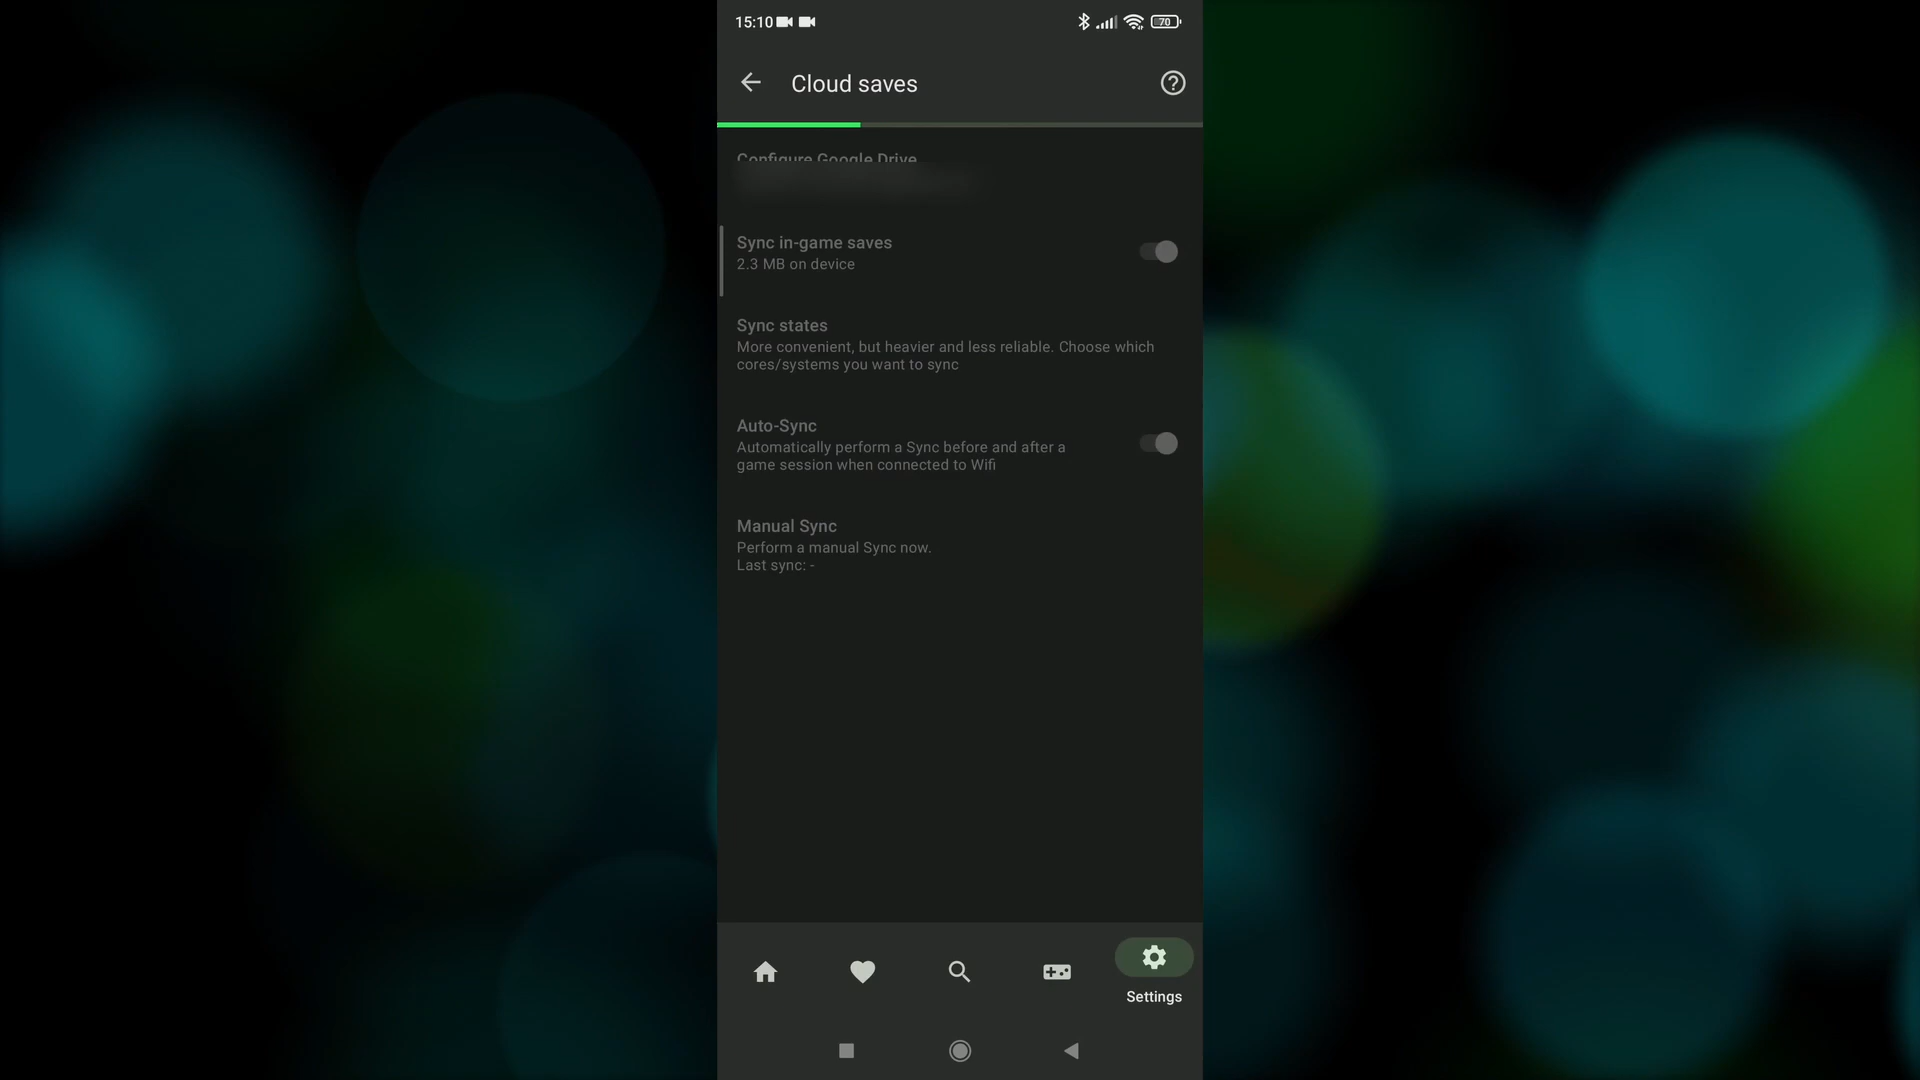 15:10
70
Cloud saves
Configure Google Drive
Sync in-game saves
2.3 MB on device
Sync states
More convenient, but heavier and less reliable. Choose which
cores/systems you want to sync
Auto-Sync
Automatically perform a Sync before and after a
game session when connected to Wifi
Manual Sync
Perform a manual Sync now.
Last sync: -
Settings